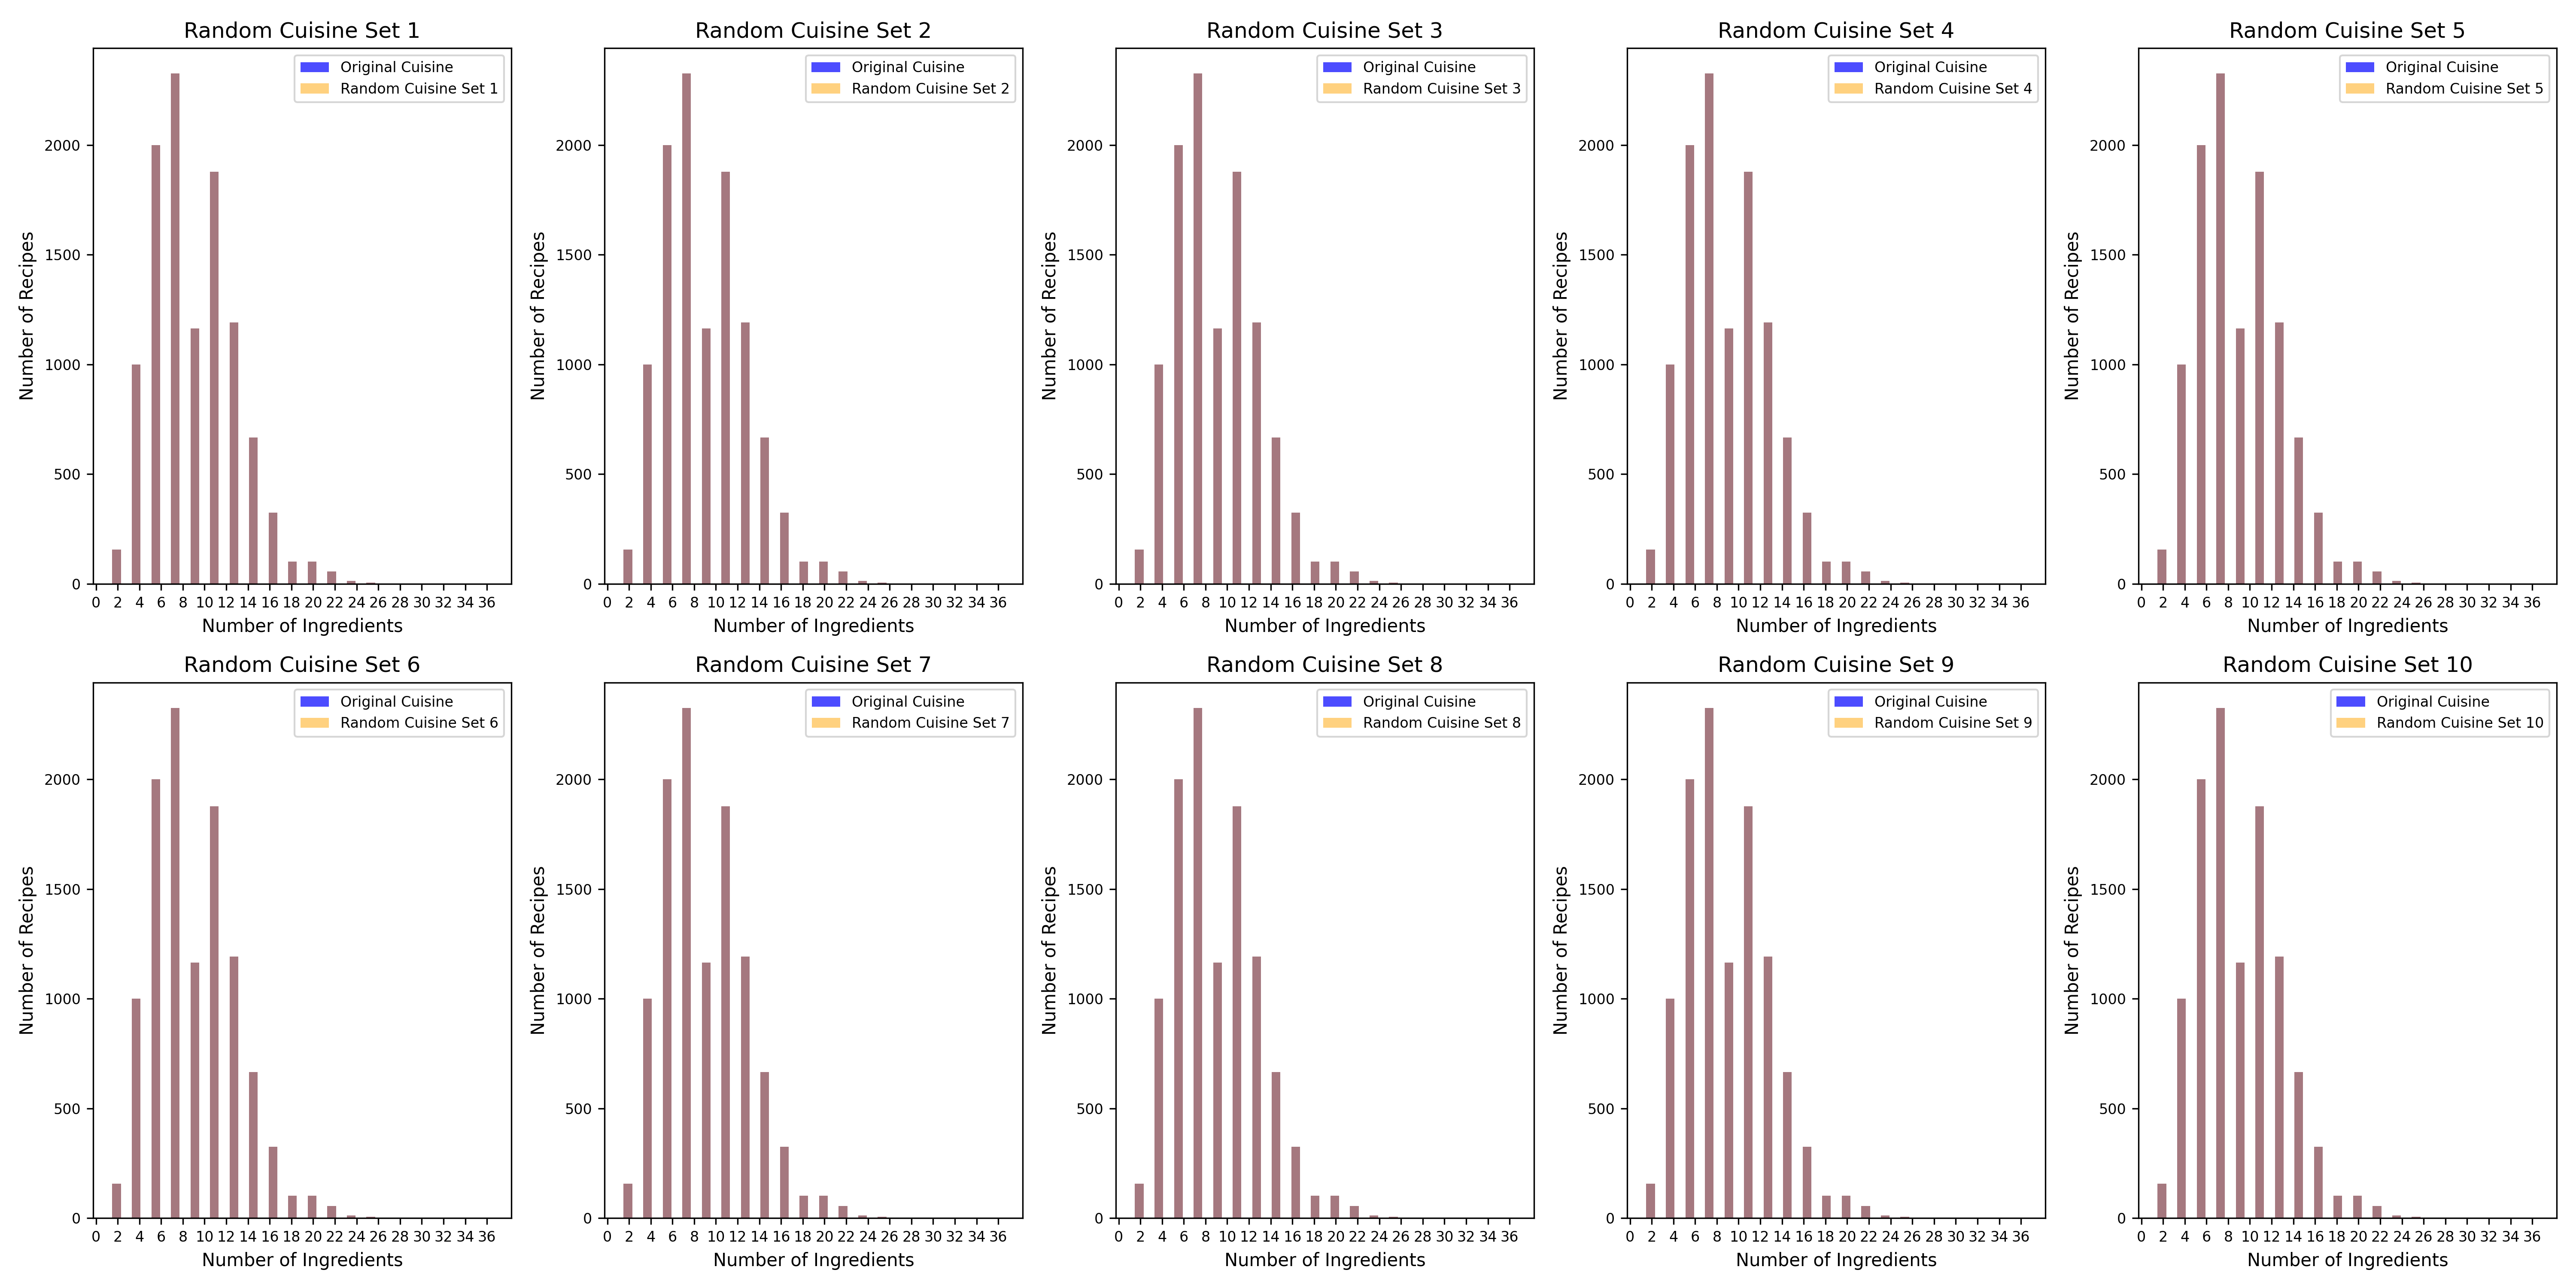 Random Cuisine Set 1
Original Cuisine
Random Cuisine Set 1
Number of Recipes
2000
1500
1000
500
0
0 2 4 6 8 10 12 14 16 18 20 22 24 26 28 30 32 34 36
Number of Ingredients
Random Cuisine Set 2
Original Cuisine
Random Cuisine Set 2
Number of Recipes
2000
1500
1000
500
0
0 2 4 6 8 10 12 14 16 18 20 22 24 26 28 30 32 34 36
Number of Ingredients
Random Cuisine Set 3
Original Cuisine
Random Cuisine Set 3
Number of Recipes
2000
1500
1000
500
0
0 2 4 6 8 10 12 14 16 18 20 22 24 26 28 30 32 34 36
Number of Ingredients
Random Cuisine Set 4
Original Cuisine
Random Cuisine Set 4
Number of Recipes
2000
1500
1000
500
0
0 2 4 6 8 10 12 14 16 18 20 22 24 26 28 30 32 34 36
Number of Ingredients
Random Cuisine Set 5
Original Cuisine
Random Cuisine Set 5
Number of Recipes
2000
1500
1000
500
0
0 2 4 6 8 10 12 14 16 18 20 22 24 26 28 30 32 34 36
Number of Ingredients
Random Cuisine Set 6
Original Cuisine
Random Cuisine Set 6
Number of Recipes
2000
1500
1000
500
0
0 2 4 6 8 10 12 14 16 18 20 22 24 26 28 30 32 34 36
Number of Ingredients
Random Cuisine Set 7
Original Cuisine
Random Cuisine Set 7
Number of Recipes
2000
1500
1000
500
0
0 2 4 6 8 10 12 14 16 18 20 22 24 26 28 30 32 34 36
Number of Ingredients
Random Cuisine Set 8
Original Cuisine
Random Cuisine Set 8
Number of Recipes
2000
1500
1000
500
0
0 2 4 6 8 10 12 14 16 18 20 22 24 26 28 30 32 34 36
Number of Ingredients
Random Cuisine Set 9
Original Cuisine
Random Cuisine Set 9
Number of Recipes
2000
1500
1000
500
0
0 2 4 6 8 10 12 14 16 18 20 22 24 26 28 30 32 34 36
Number of Ingredients
Random Cuisine Set 10
Original Cuisine
Random Cuisine Set 10
Number of Recipes
2000
1500
1000
500
0
0 2 4 6 8 10 12 14 16 18 20 22 24 26 28 30 32 34 36
Number of Ingredients